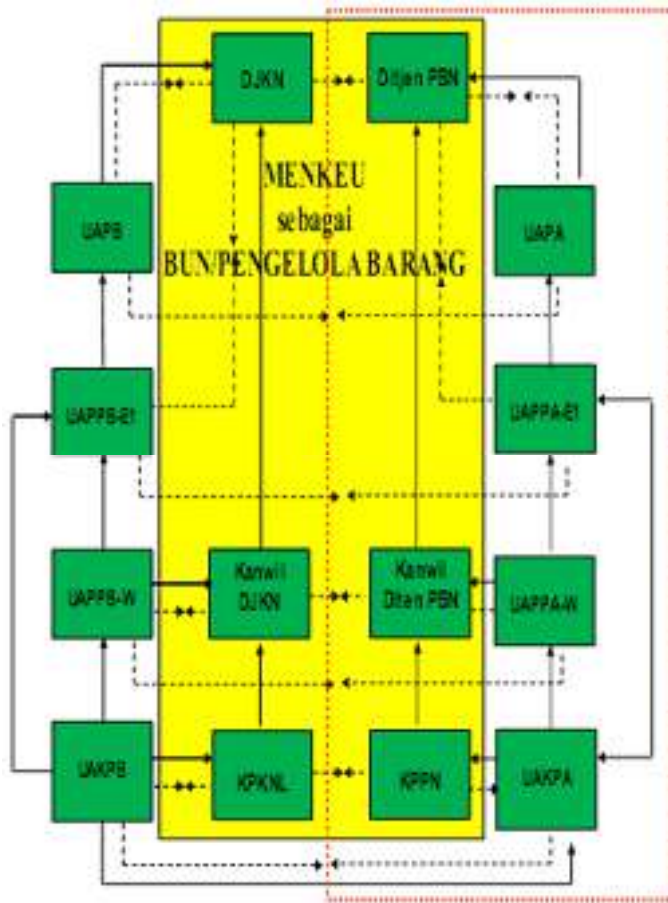 DJKN
Ditjen PBN
MENKEU
sebagai
BUN/PENGELOLA BARANG
UAPB
UAPA
UAPPB-E1
UAPPA-E1
UAPPB-W
Kanwil
DJKN
Kanwil
Diten PBN
UAPPA-W
UAKPB
KPKNL
KPPN
UAKPA